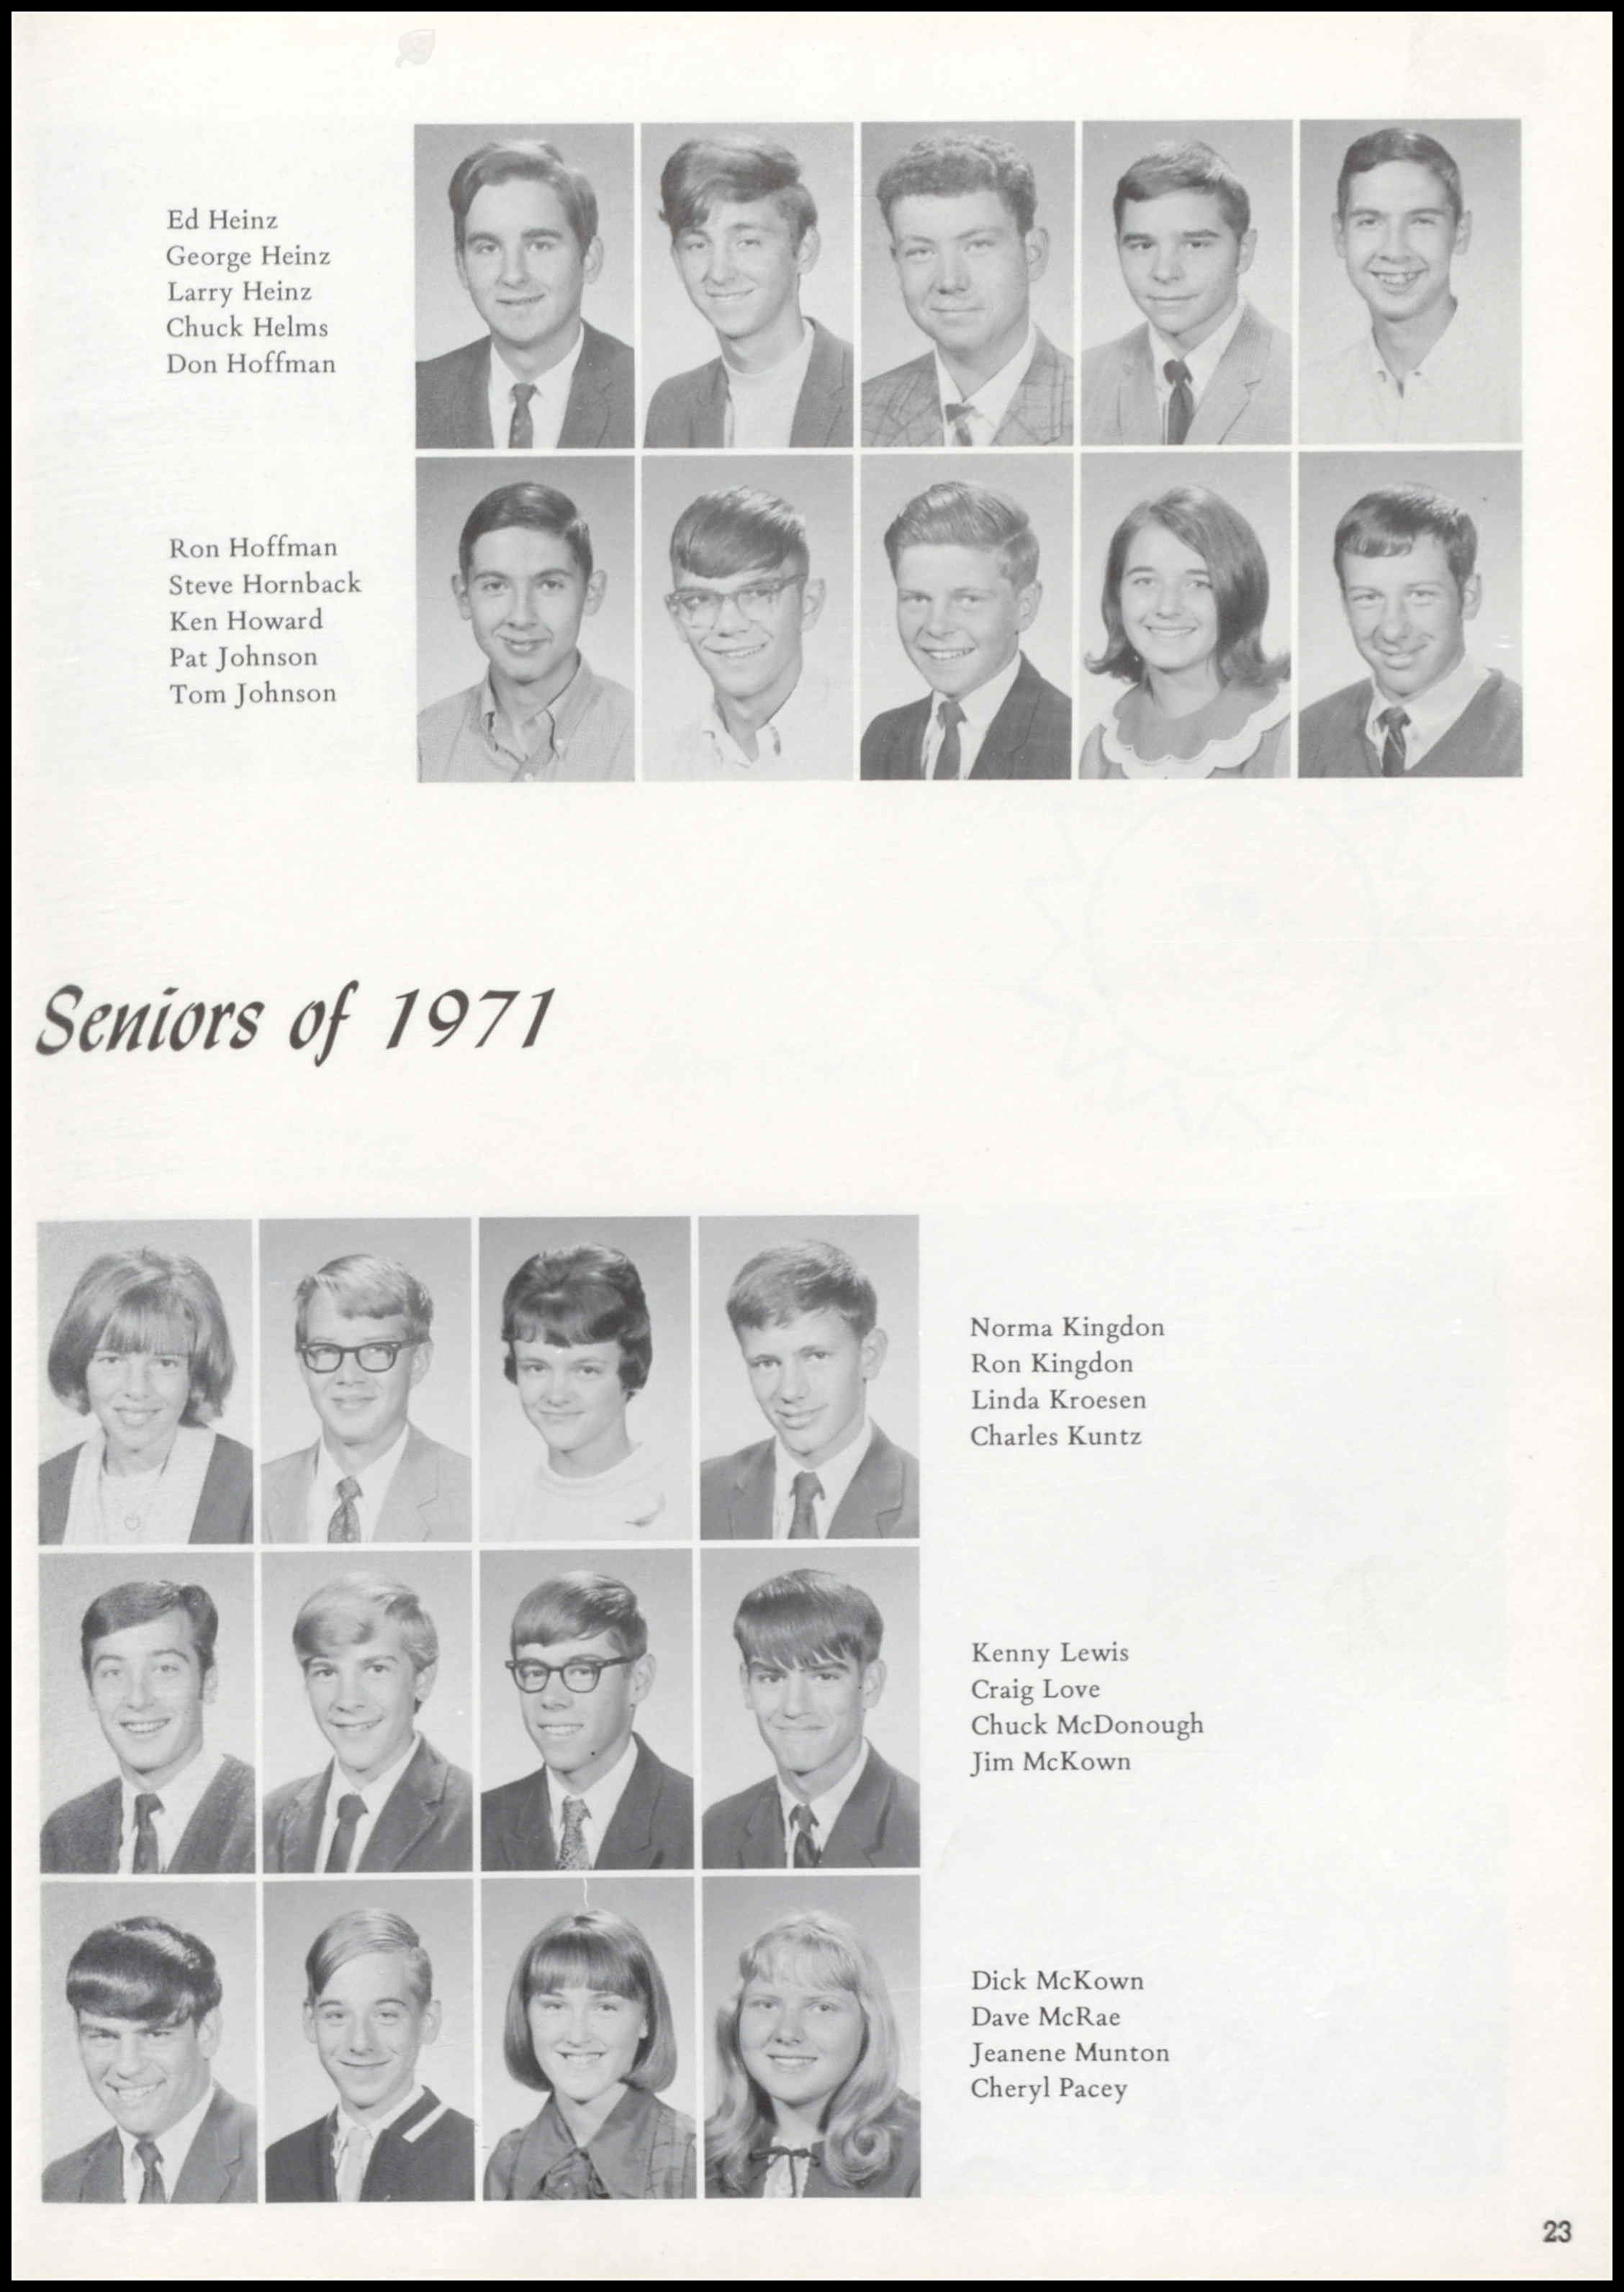 Ed Heinz
George Heinz
Larry Heinz
Chuck Helms
Don Hoffman
Ron Hoffman
Steve Hornback
Ken Howard
Pat Johnson
Tom Johnson
Seniors of 1971
Norma Kingdon
Ron Kingdon
Linda Kroesen
Charles Kuntz
Kenny Lewis
Craig Love
Chuck McDonough
Jim McKown
Dick McKown
Dave McRae
Jeanene Munton
Cheryl Pacey
23